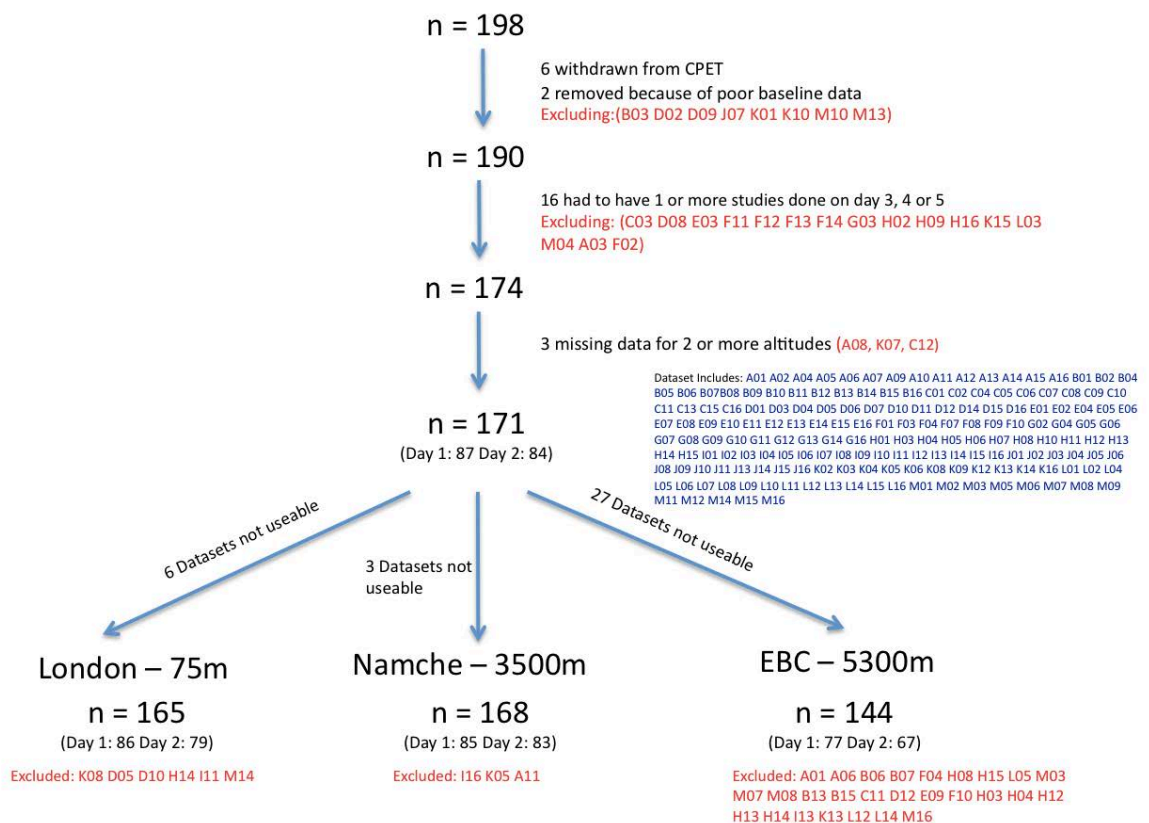 n = 198
6 withdrawn from CPET
2 removed because of poor baseline data
Excluding:(B03 D02 D09 J07 K01 K10 M10 M13)
n = 190
16 had to have 1 or more studies done on day 3, 4 or 5
Excluding: (C03 D08 E03 F11 F12 F13 F14 G03 H02 H09 H16 K15 L03
M04 A03 F02)
n = 174
3 missing data for 2 or more altitudes (A08, K07, C12)
Dataset Includes: A01 A02 A04 A05 A06 A07 A09 A10 A11 A12 A13 A14 A15 A16 B01 B02 B04
B05 B06 B07B08 B09 B10 B11 B12 B13 B14 B15 B16 C01 C02 C04 C05 C06 C07 C08 C09 C10
C11 C13 C15 C16 D01 D03 D04 D05 D06 D07 D10 D11 D12 D14 D15 D16 E01 E02 E04 E05 E06
E07 E08 E09 E10 E11 E12 E13 E14 E15 E16 F01 F03 F04 F07 F08 F09 F10 G02 G04 G05 G06
G07 G08 G09 G10 G11 G12 G13 G14 G16 H01 H03 H04 H05 H06 H07 H08 H10 H11 H12 H13
H14 H15 I01 I02 I03 I04 I05 I06 I07 I08 I09 I10 I11 I12 I13 I14 I15 I16 J01 J02 J03 J04 J05 J06
J08 J09 J10 J11 J13 J14 J15 J16 K02 K03 K04 K05 K06 K08 K09 K12 K13 K14 K16 L01 L02 L04
L05 L06 L07 L08 L09 L10 L11 L12 L13 L14 L15 L16 M01 M02 M03 M05 M06 M07 M08 M09
M11 M12 M14 M15 M16
n = 171
(Day 1: 87 Day 2: 84)
6 Datasets not useable
3 Datasets not
useable
27 Datasets not useable
London – 75m
n = 165
(Day 1: 86 Day 2: 79)
Excluded: K08 D05 D10 H14 I11 M14
Namche – 3500m
n = 168
(Day 1: 85 Day 2: 83)
Excluded: I16 K05 A11
EBC – 5300m
n = 144
(Day 1: 77 Day 2: 67)
Excluded: A01 A06 B06 B07 F04 H08 H15 L05 M03
M07 M08 B13 B15 C11 D12 E09 F10 H03 H04 H12
H13 H14 I13 K13 L12 L14 M16